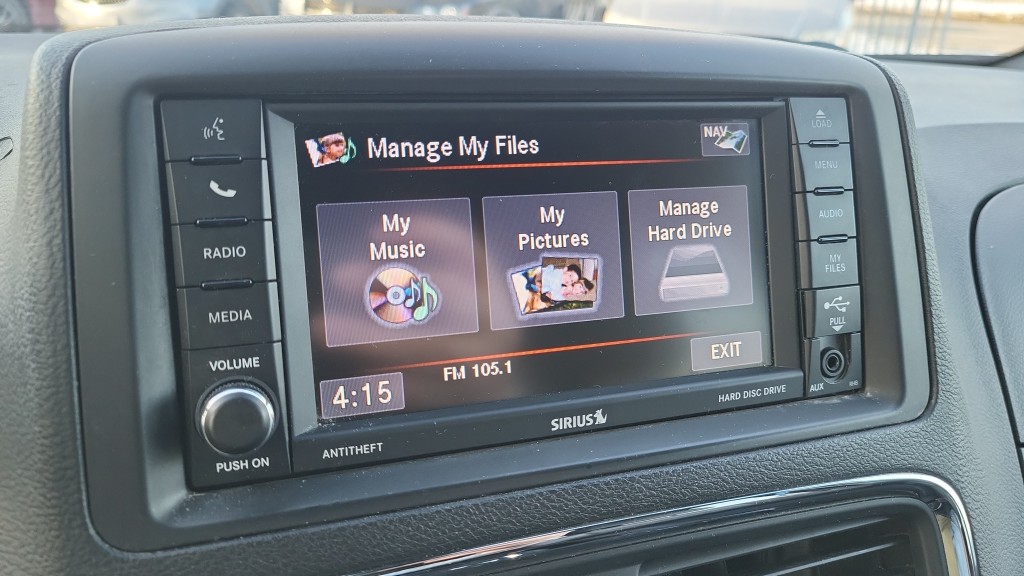 Manage My Files
NAV
LOAD
MENU
RADIO
AUDIO
MEDIA
MY
FILES
My
Music
My
Pictures
Manage
Hard Drive
PULL
VOLUME
4:15
FM 105.1
EXIT
AUX
PUSH ON
ANTITHEFT
SIRIUS
HARD DISC DRIVE